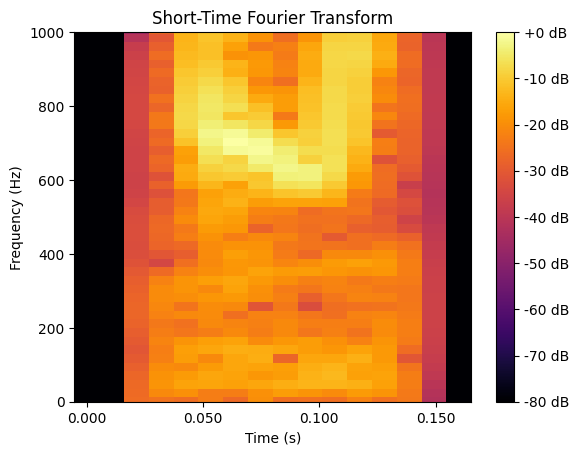 Short-Time Fourier Transform
1000
800
600
400
200
0
Frequency (Hz)
0.000
0.050
0.100
0.150
Time (s)
+0 dB
-10 dB
-20 dB
-30 dB
-40 dB
-50 dB
-60 dB
-70 dB
-80 dB